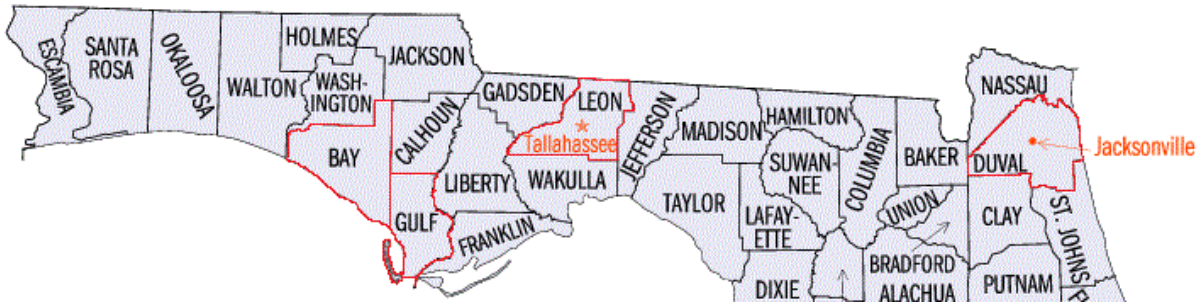 ESCAMBIA
SANTA
ROSA
OKALOOSA
WALTON
HOLMES
WASH-
INGTON
JACKSON
BAY
CALHOUN
GULF
GADSDEN
LIBERTY
FRANKLIN
LEON
Tallahassee
WAKULLA
JEFFERSON
MADISON
TAYLOR
HAMILTON
SUWAN-
NEE
LAFAY-
ETTE
DIXIE
COLUMBIA
BAKER
UNION
BRADFORD
ALACHUA
NASSAU
DUVAL
Jacksonville
CLAY
ST. JOHNS
PUTNAM